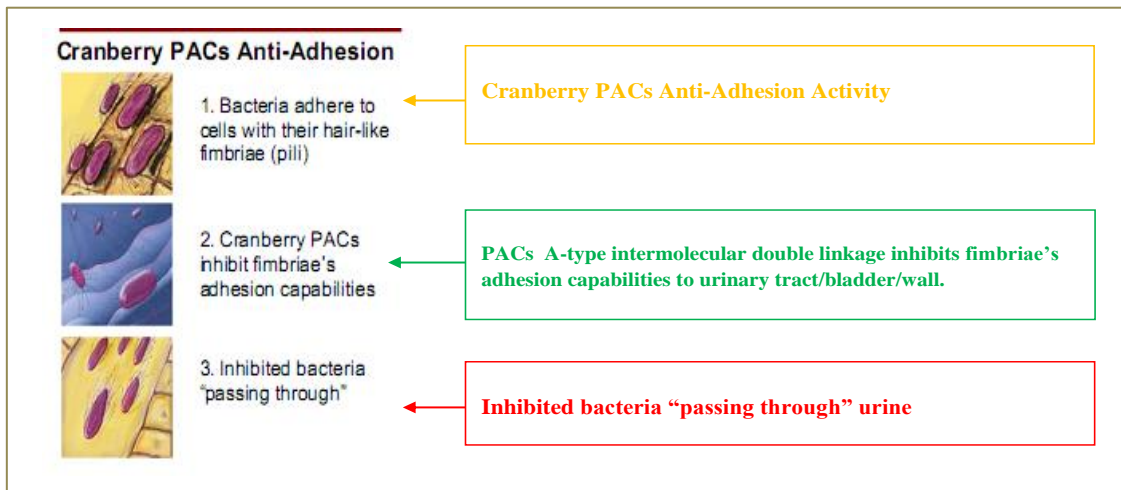 Cranberry PACs Anti-Adhesion
1. Bacteria adhere to
cells with their hair-like
fimbriae (pili)
Cranberry PACs Anti-Adhesion Activity
2. Cranberry PACs
inhibit fimbriae's
adhesion capabilities
PACs A-type intermolecular double linkage inhibits fimbriae's
adhesion capabilities to urinary tract/bladder/wall.
3. Inhibited bacteria
"passing through"
Inhibited bacteria “passing through” urine